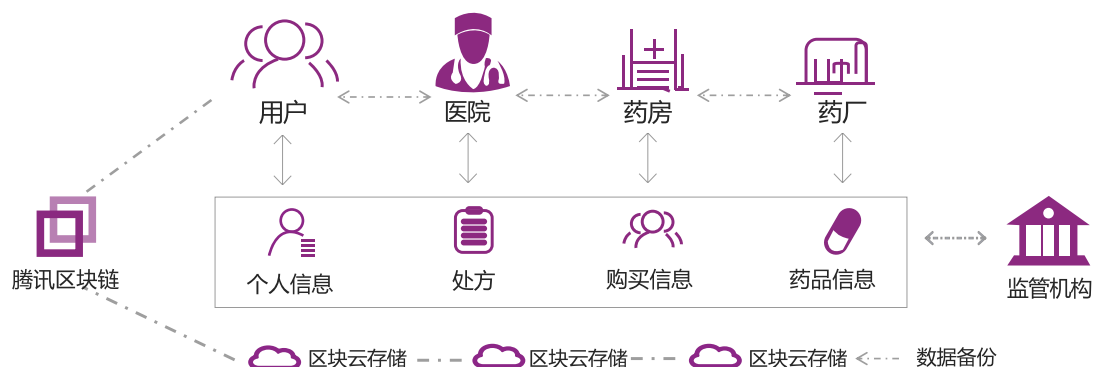 用户
医院
药房
药厂
腾讯区块链
个人信息
处方
购买信息
药品信息
监管机构
区块云存储
区块云存储
区块云存储
数据备份